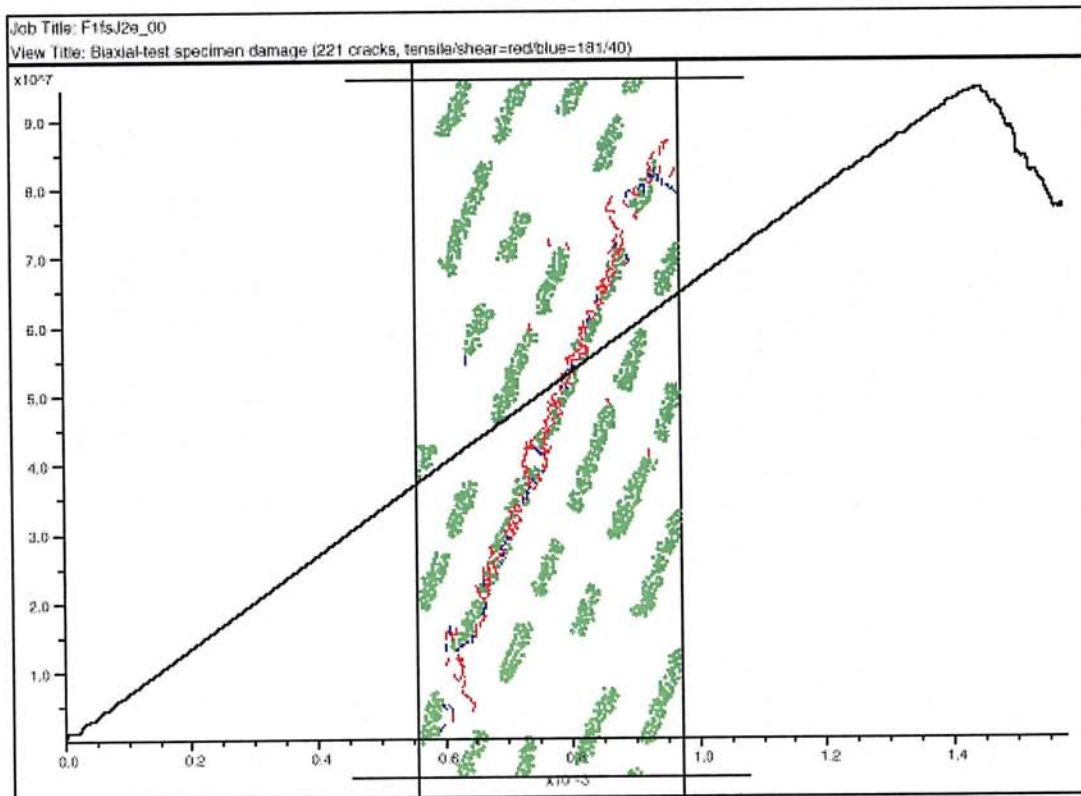 Job Title: F1fsJ2e_00
View Title: Biaxial-test specimen damage (221 cracks, tensile/shear=red/blue=181/40)
x10^7
9.0
8.0
7.0
6.0
5.0
4.0
3.0
2.0
1.0
0.0 0.2 0.4 0.6 0.8 1.0 1.2 1.4
x10^-3